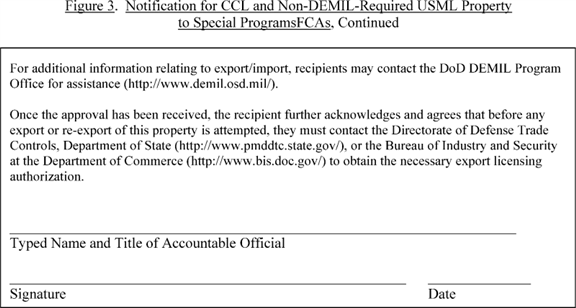 Figure 3. Notification for CCL and Non-DEMIL-Required USML Property
to Special ProgramsFCAs, Continued
For additional information relating to export/import, recipients may contact the DoD DEMIL Program
Office for assistance (http://www.demil.osd.mil/).
Once the approval has been received, the recipient further acknowledges and agrees that before any
export or re-export of this property is attempted, they must contact the Directorate of Defense Trade
Controls, Department of State (http://www.pmddtc.state.gov/), or the Bureau of Industry and Security
at the Department of Commerce (http://www.bis.doc.gov/) to obtain the necessary export licensing
authorization.
Typed Name and Title of Accountable Official
Signature Date